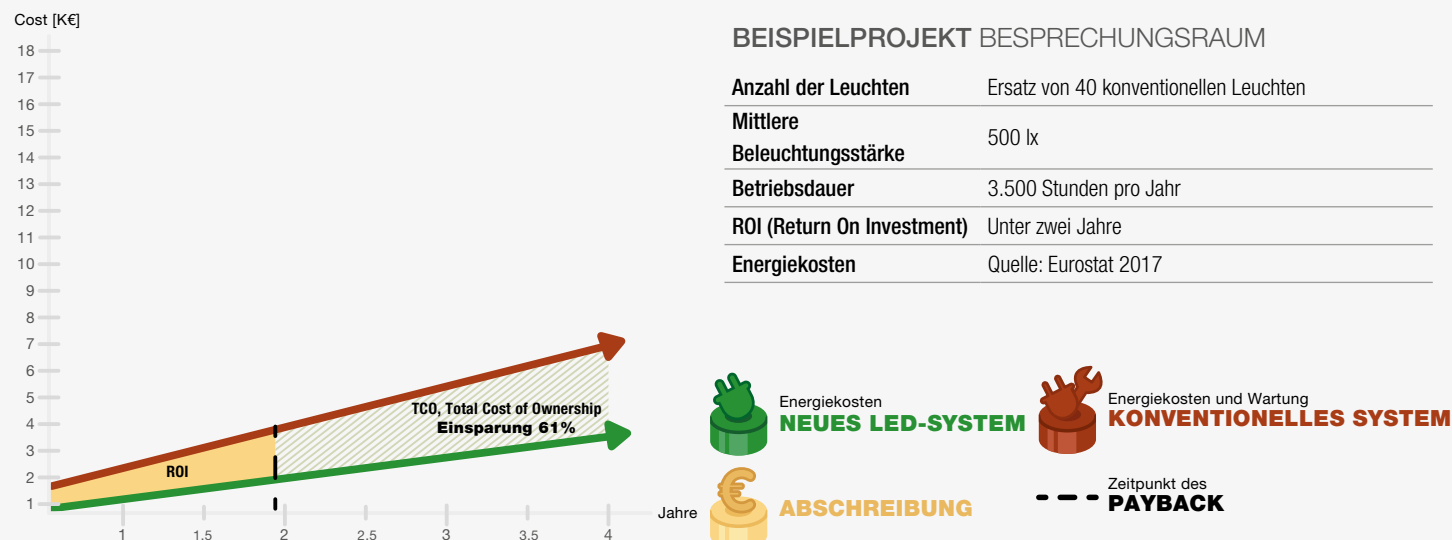 Cost [K€]
18
17
16
15
14
13
12
11
10
9
8
7
6
5
4
3
2
1
TCO, Total Cost of Ownership
Einsparung 61%
ROI
1
1.5
2
2.5
3
3.5
4
Jahre
BEISPIELPROJEKT BESPRECHUNGSRAUM
Anzahl der Leuchten Ersatz von 40 konventionellen Leuchten
Mittlere
Beleuchtungsstärke 500 lx
Betriebsdauer 3.500 Stunden pro Jahr
ROI (Return On Investment) Unter zwei Jahre
Energiekosten Quelle: Eurostat 2017
Energiekosten
NEUES LED-SYSTEM
Energiekosten und Wartung
KONVENTIONELLES SYSTEM
€ ABSCHREIBUNG
Zeitpunkt des
PAYBACK